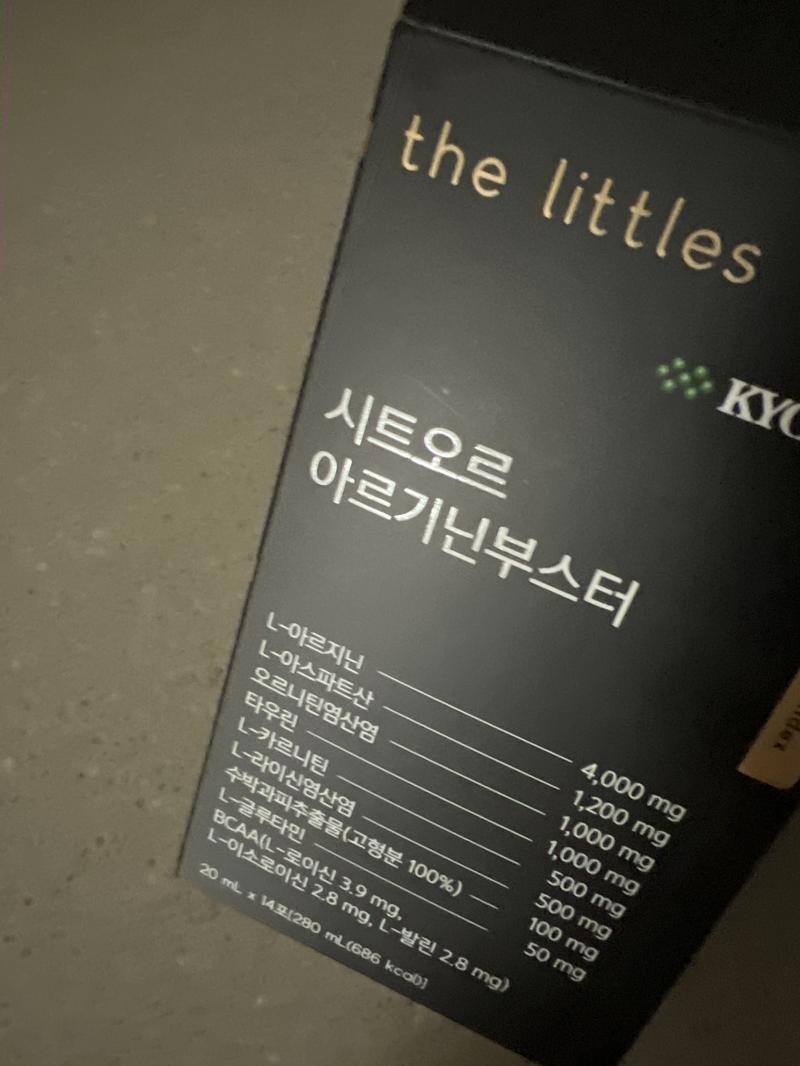 the littles
KYO
시트오르
아르기닌부스터
L-아르지닌 4,000 mg
L-아스파트산 1,200 mg
오르니틴염산염 1,000 mg
타우린 1,000 mg
L-카르니틴 500 mg
L-라이신염산염 500 mg
수박과피추출물(고형분 100%) 100 mg
L-글루타민 50 mg
BCAA(L-로이신 3.9 mg,
L-이소로이신 2.8 mg, L-발린 2.8 mg)
20 mL x 14포[280 mL(686 kcal)]